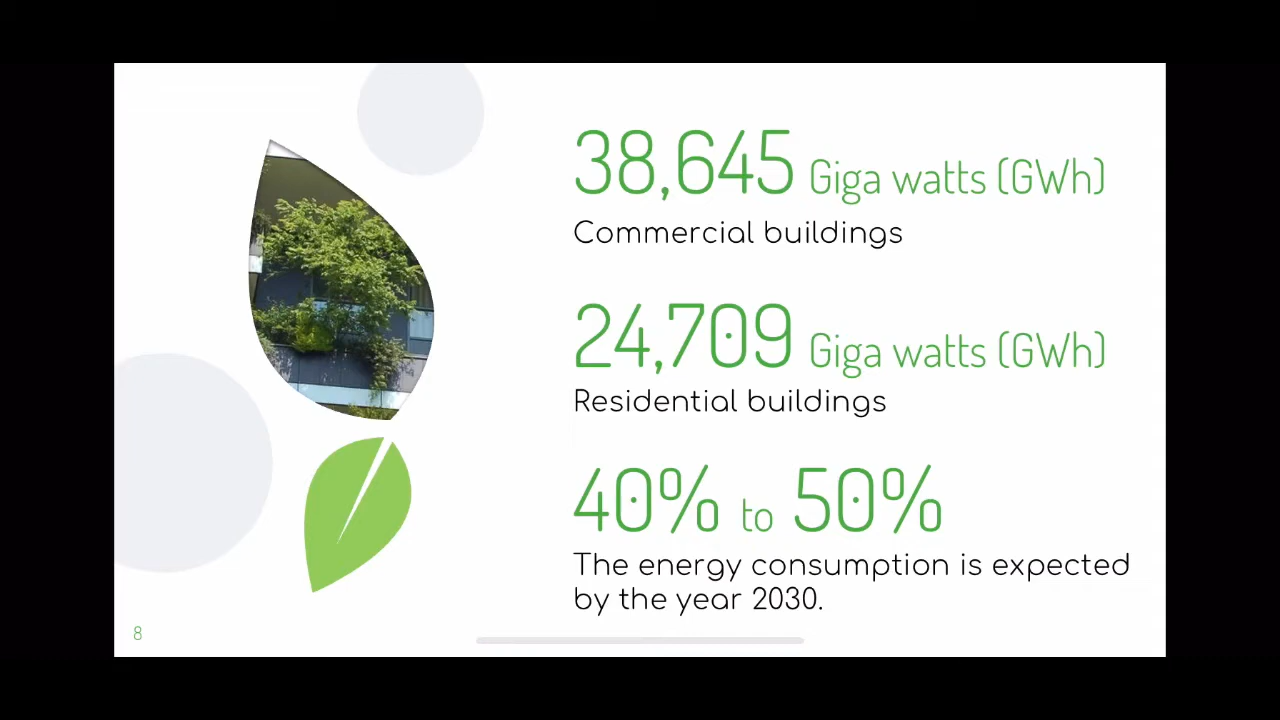 38,645 Giga watts (GWh)
Commercial buildings
24,709 Giga watts (GWh)
Residential buildings
40% to 50%
The energy consumption is expected
by the year 2030.
8